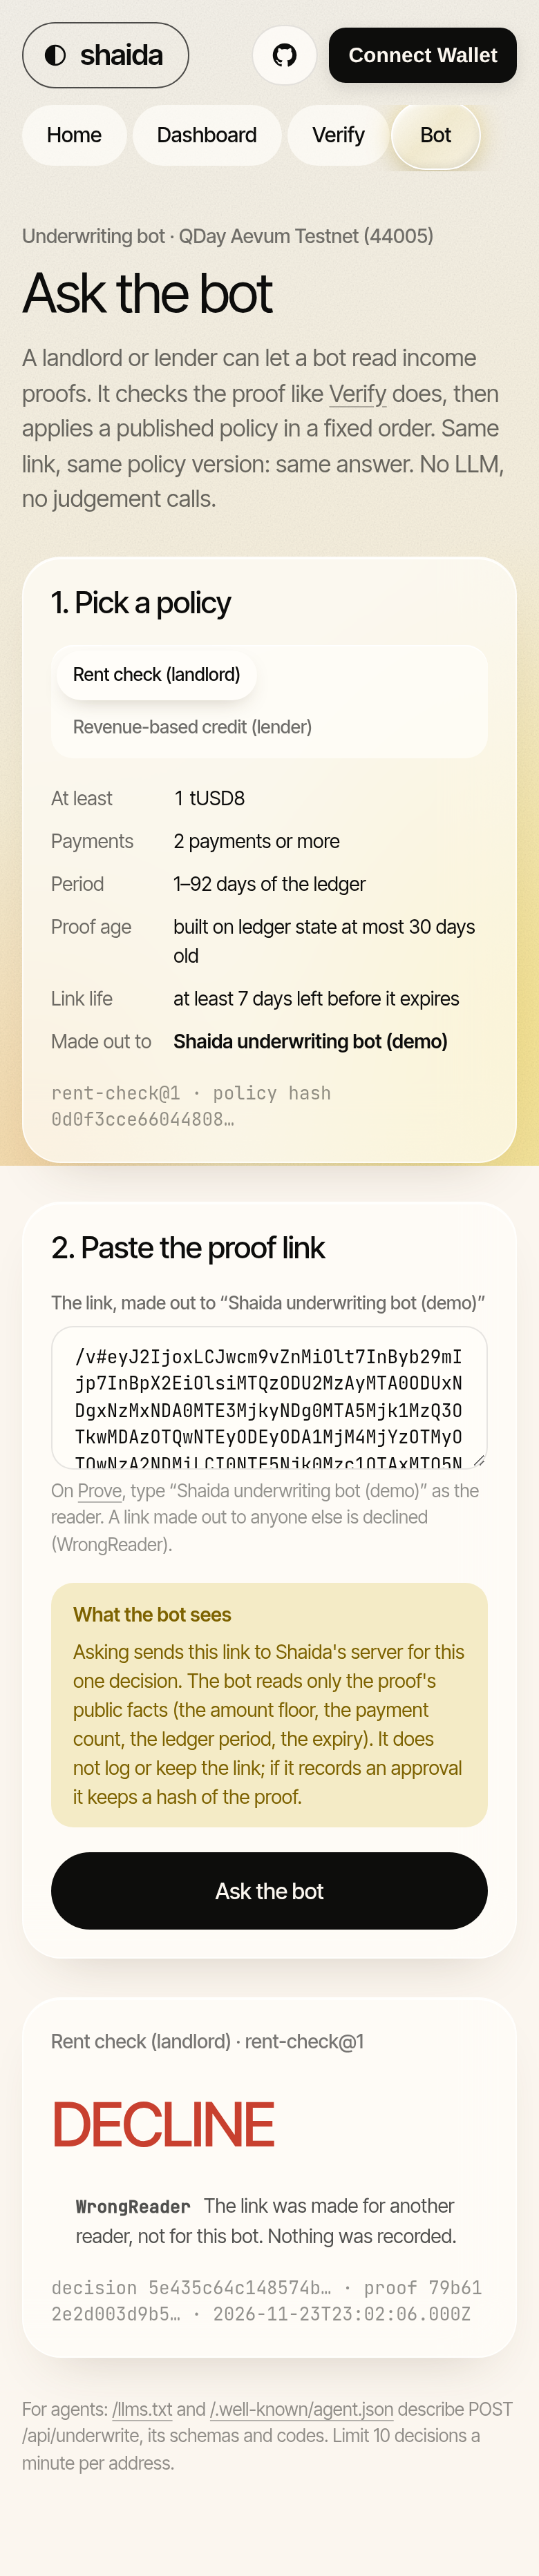 shaida
Connect Wallet
Home
Dashboard
Verify
Bot
Underwriting bot · QDay Aevum Testnet (44005)
Ask the bot
A landlord or lender can let a bot read income
proofs. It checks the proof like Verify does, then
applies a published policy in a fixed order. Same
link, same policy version: same answer. No LLM,
no judgement calls.
1. Pick a policy
Rent check (landlord)
Revenue-based credit (lender)
At least 1 tUSD8
Payments 2 payments or more
Period 1–92 days of the ledger
Proof age built on ledger state at most 30 days
old
Link life at least 7 days left before it expires
Made out to Shaida underwriting bot (demo)
rent-check@1 · policy hash
0d0f3cce66044808…
2. Paste the proof link
The link, made out to “Shaida underwriting bot (demo)”
/v#eyJ2IjoxLCJwcm9vZnMiOlt7InByb29mI
jp7InBpX2EiOlsiMTQzODU2MzAyMTA0ODUxN
DgxNzMxNDA0MTE3MjkyNDg0MTA5Mjk1MzQ3O
TkwMDAzOTQwNTEyODEyODA1MjM4MjYzOTMyO
TQwNzA2NDMiLCI0NTE5Njk0Mzc1OTAxMTQ5N
On Prove, type “Shaida underwriting bot (demo)” as the
reader. A link made out to anyone else is declined
(WrongReader).
What the bot sees
Asking sends this link to Shaida's server for this
one decision. The bot reads only the proof's
public facts (the amount floor, the payment
count, the ledger period, the expiry). It does
not log or keep the link; if it records an approval
it keeps a hash of the proof.
Ask the bot
Rent check (landlord) · rent-check@1
DECLINE
WrongReader The link was made for another
reader, not for this bot. Nothing was recorded.
decision 5e435c64c148574b… · proof 79b61
2e2d003d9b5… · 2026-11-23T23:02:06.000Z
For agents: /llms.txt and /.well-known/agent.json describe POST
/api/underwrite, its schemas and codes. Limit 10 decisions a
minute per address.